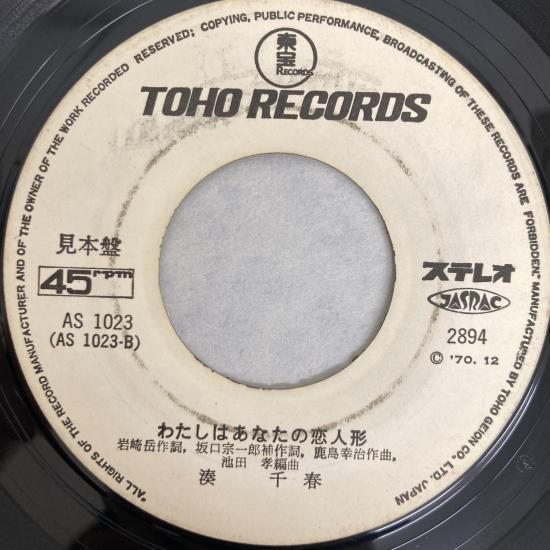 "ALL RIGHTS OF THE RECORD MANUFACTURER AND OF THE OWNER OF THE WORK RECORDED RESERVED; COPYING, PUBLIC PERFORMANCE, BROADCASTING OF THESE RECORDS ARE FORBIDDEN." MANUFACTURED BY TOHO GEION CO., LTD. JAPAN
東宝
RECORDS
TOHO RECORDS
見本盤
45rpm
ステレオ
JASRAC
AS 1023
(AS 1023-B)
2894
© '70. 12
わたしはあなたの恋人形
岩崎岳作詞, 坂口宗一郎補作詞, 鹿島幸治作曲,
池田 孝編曲
湊 千春